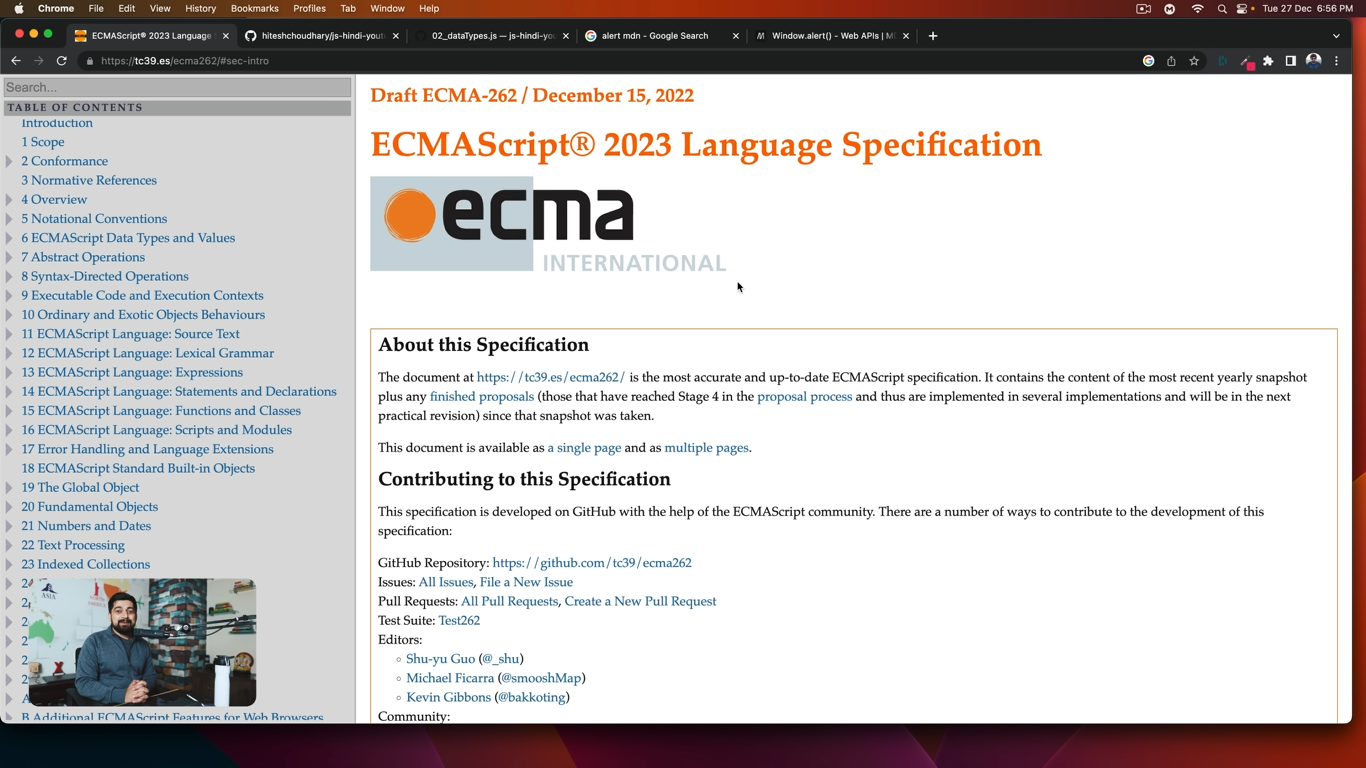 Chrome File Edit View History Bookmarks Profiles Tab Window Help
Tue 27 Dec 6:56 PM
ECMAScript® 2023 Language
hiteshchoudhary/js-hindi-yout
02_dataTypes.js — js-hindi-yo
alert mdn - Google Search
Window.alert() - Web APIs | M
https://tc39.es/ecma262/#sec-intro
Search...
TABLE OF CONTENTS
Introduction
1 Scope
2 Conformance
3 Normative References
4 Overview
5 Notational Conventions
6 ECMAScript Data Types and Values
7 Abstract Operations
8 Syntax-Directed Operations
9 Executable Code and Execution Contexts
10 Ordinary and Exotic Objects Behaviours
11 ECMAScript Language: Source Text
12 ECMAScript Language: Lexical Grammar
13 ECMAScript Language: Expressions
14 ECMAScript Language: Statements and Declarations
15 ECMAScript Language: Functions and Classes
16 ECMAScript Language: Scripts and Modules
17 Error Handling and Language Extensions
18 ECMAScript Standard Built-in Objects
19 The Global Object
20 Fundamental Objects
21 Numbers and Dates
22 Text Processing
23 Indexed Collections
ASIA
B Additional ECMAScript Features for Web Browsers
Draft ECMA-262 / December 15, 2022
ECMAScript® 2023 Language Specification
ecma
INTERNATIONAL
About this Specification
The document at https://tc39.es/ecma262/ is the most accurate and up-to-date ECMAScript specification. It contains the content of the most recent yearly snapshot
plus any finished proposals (those that have reached Stage 4 in the proposal process and thus are implemented in several implementations and will be in the next
practical revision) since that snapshot was taken.
This document is available as a single page and as multiple pages.
Contributing to this Specification
This specification is developed on GitHub with the help of the ECMAScript community. There are a number of ways to contribute to the development of this
specification:
GitHub Repository: https://github.com/tc39/ecma262
Issues: All Issues, File a New Issue
Pull Requests: All Pull Requests, Create a New Pull Request
Test Suite: Test262
Editors:
Shu-yu Guo (@_shu)
Michael Ficarra (@smooshMap)
Kevin Gibbons (@bakkoting)
Community: